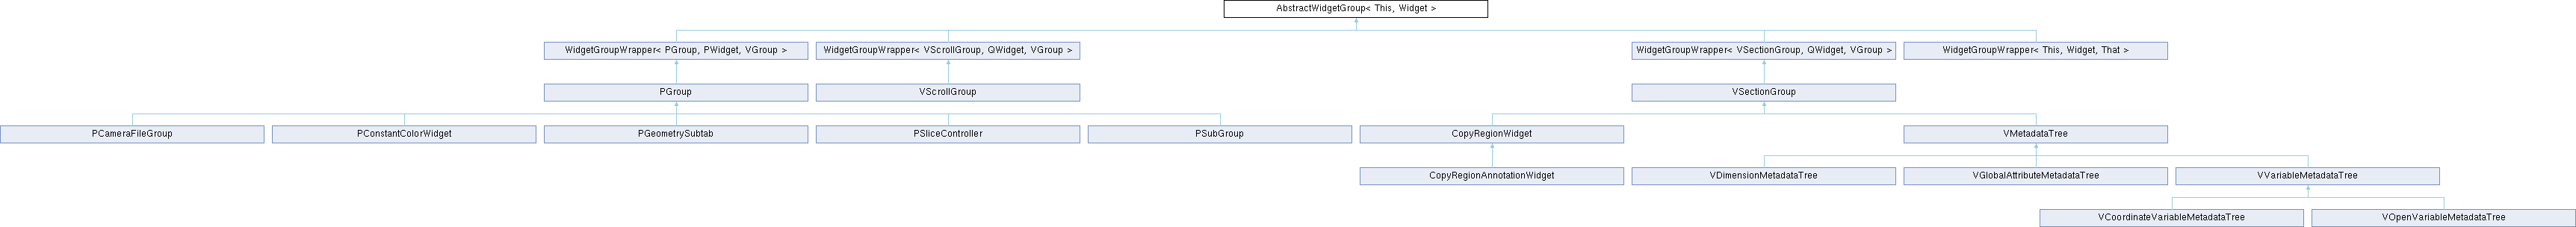 AbstractWidgetGroup< This, Widget >
WidgetGroupWrapper< PGroup, PWidget, VGroup >
WidgetGroupWrapper< VScrollGroup, QWidget, VGroup >
WidgetGroupWrapper< VSectionGroup, QWidget, VGroup >
WidgetGroupWrapper< This, Widget, That >
PGroup
VScrollGroup
VSectionGroup
PCameraFileGroup
PConstantColorWidget
PGeometrySubtab
PSliceController
PSubGroup
CopyRegionWidget
VMetadataTree
CopyRegionAnnotationWidget
VDimensionMetadataTree
VGlobalAttributeMetadataTree
VVariableMetadataTree
VCoordinateVariableMetadataTree
VOpenVariableMetadataTree